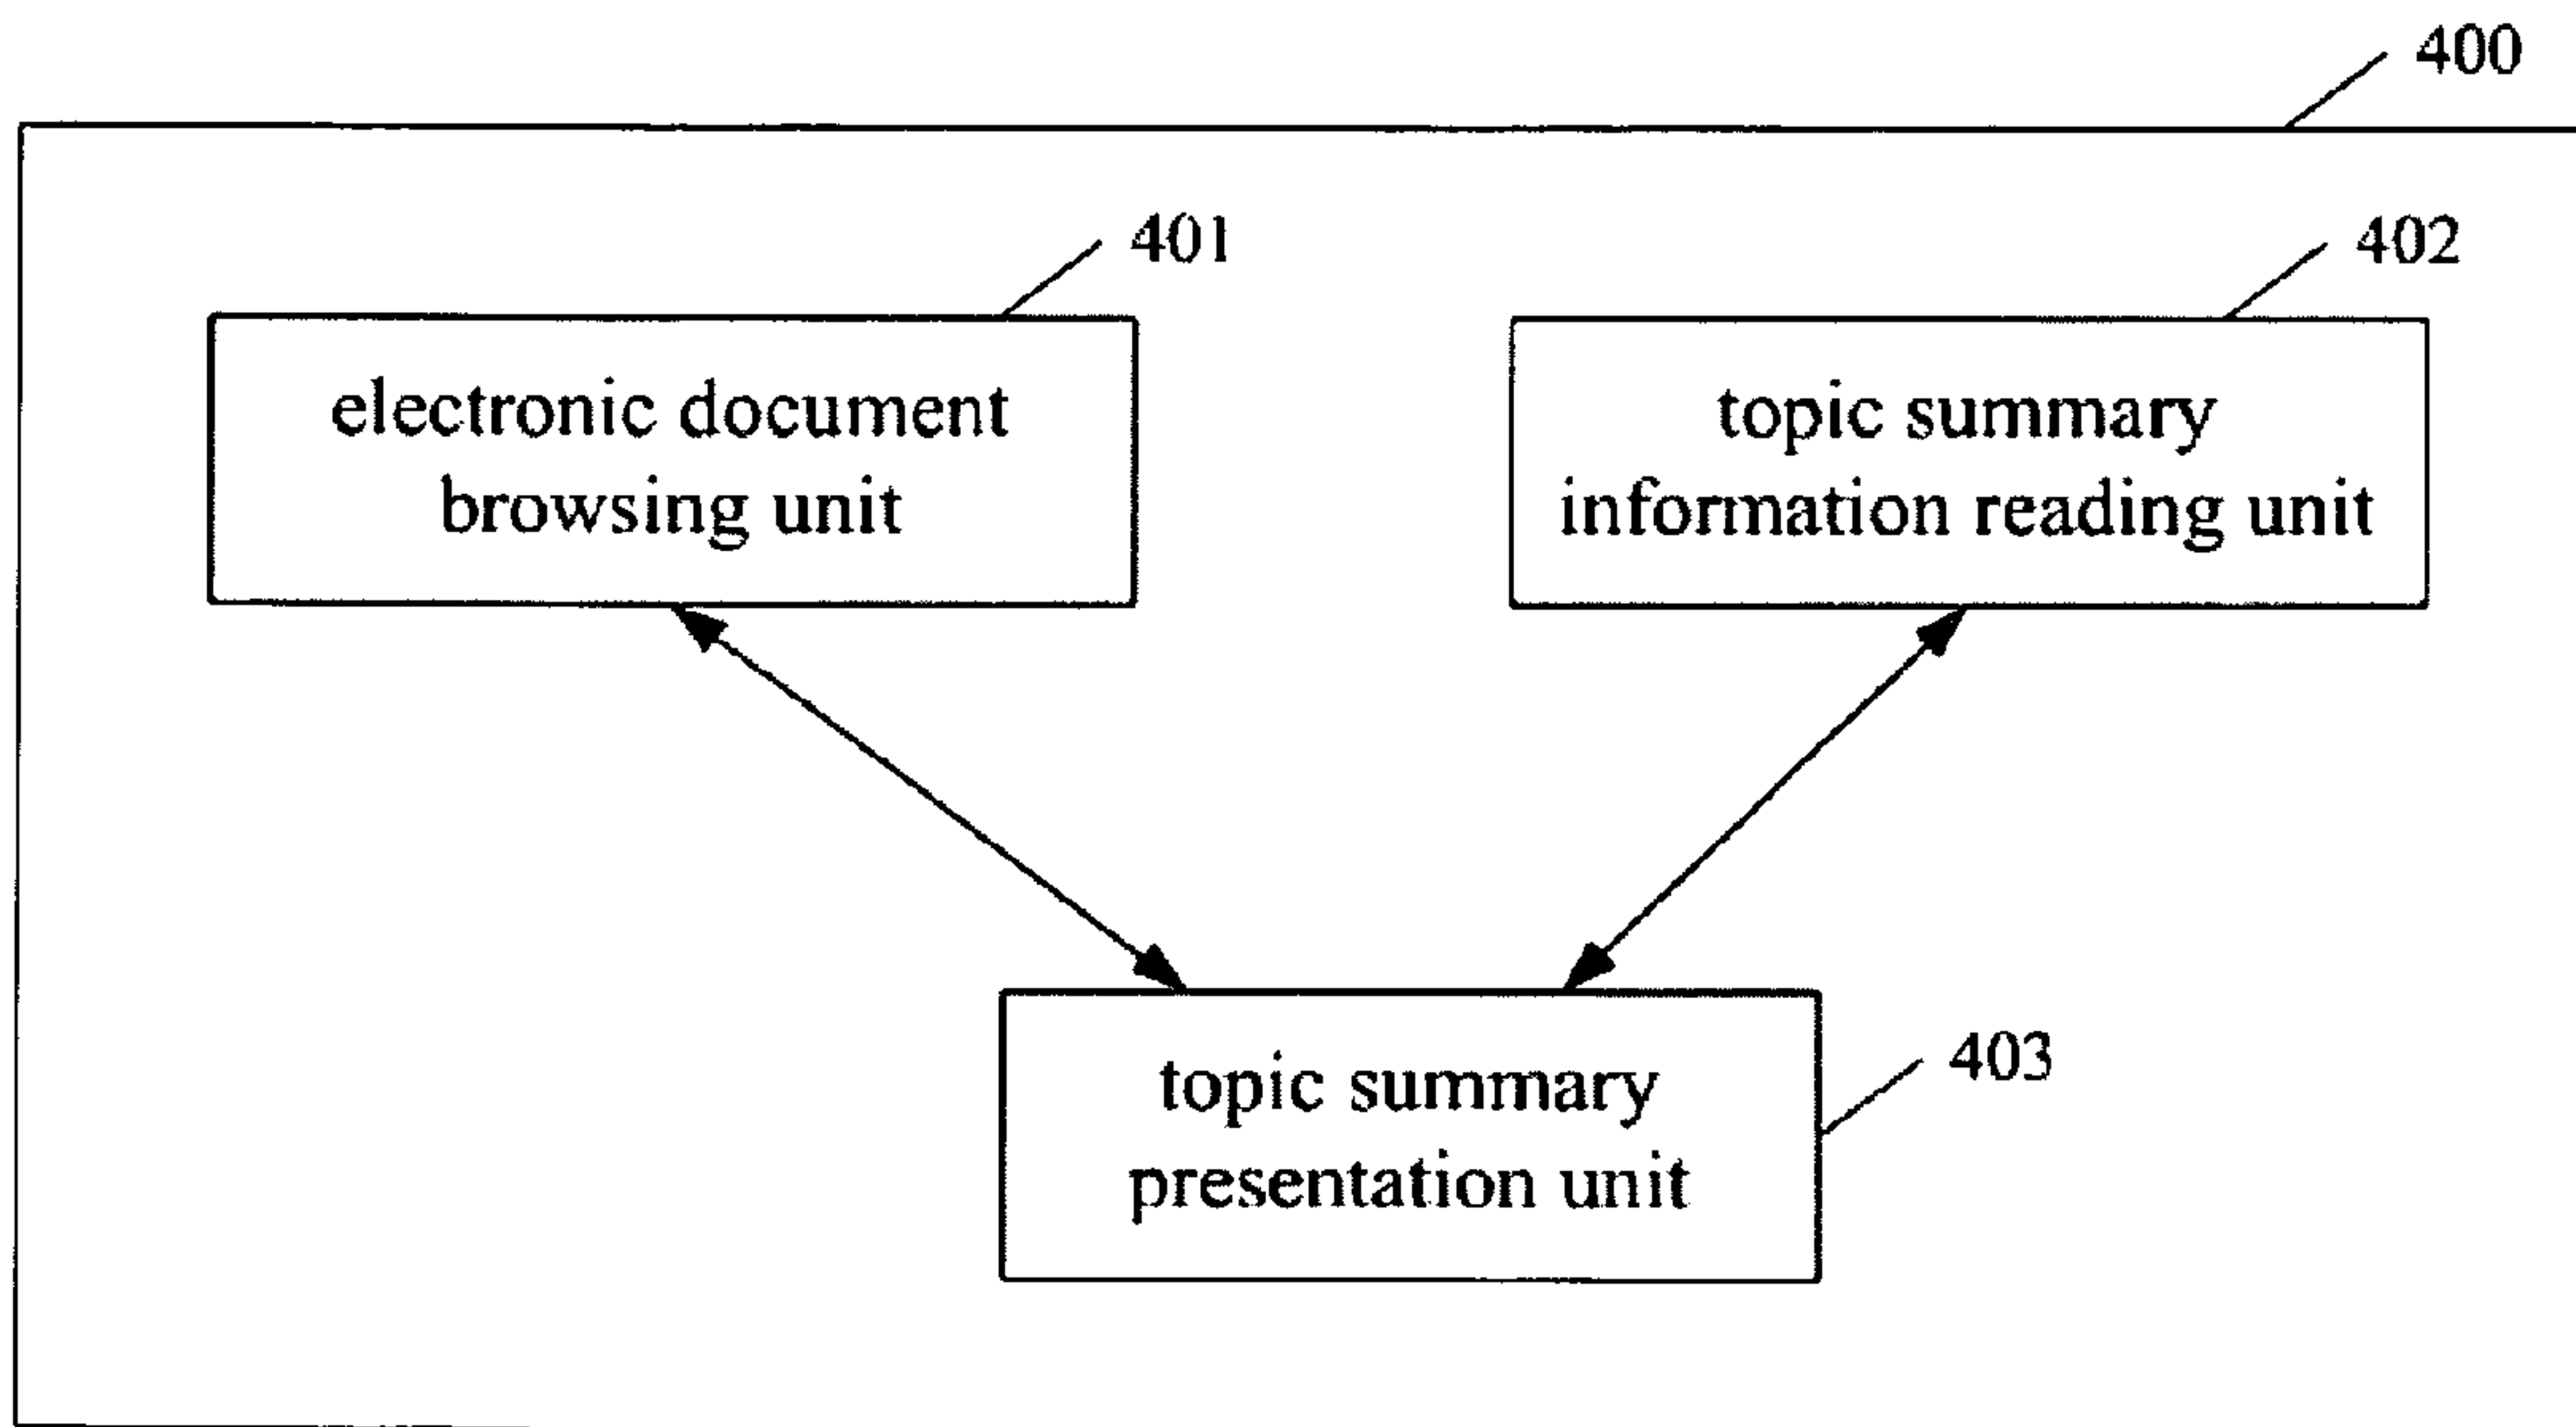 400
401
402
electronic document
browsing unit
topic summary
information reading unit
topic summary
presentation unit
403